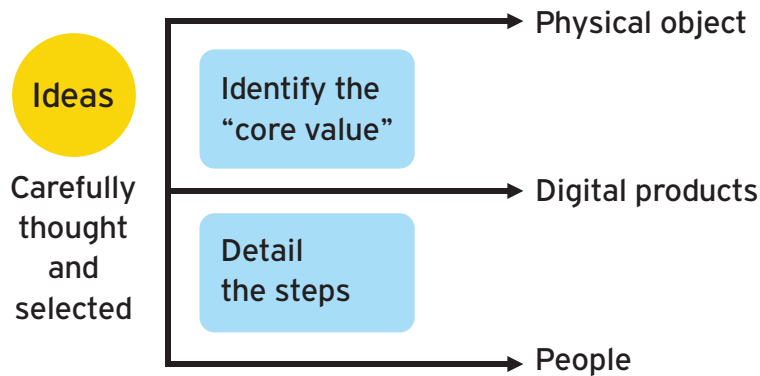 Ideas
Carefully
thought
and
selected
Identify the
“core value”
Detail
the steps
Physical object
Digital products
People